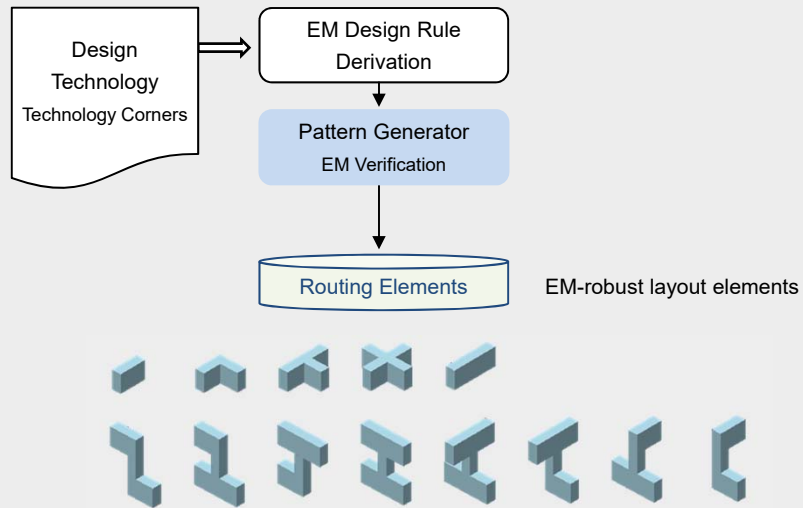 Design
Technology
Technology Corners
EM Design Rule
Derivation
Pattern Generator
EM Verification
Routing Elements
EM-robust layout elements